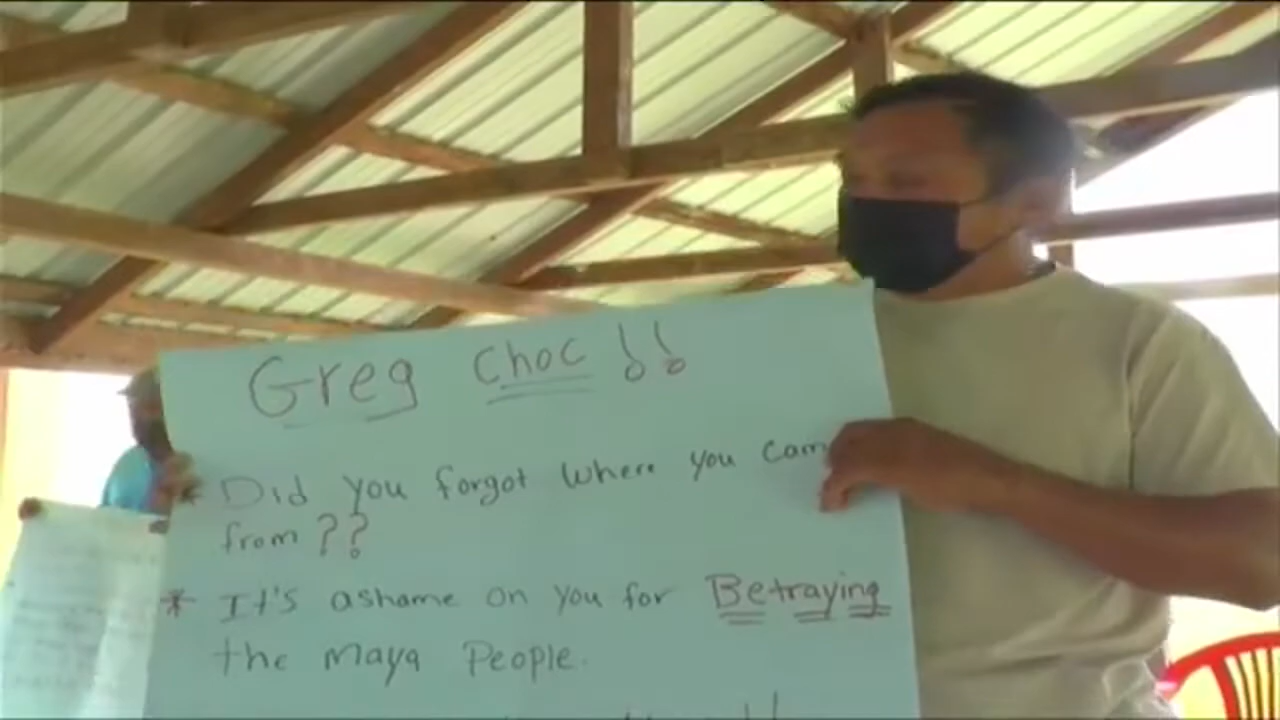 Greg Choc !!
* Did you forgot where you cam
from ??
* It's ashame on you for Betraying
the Maya People.